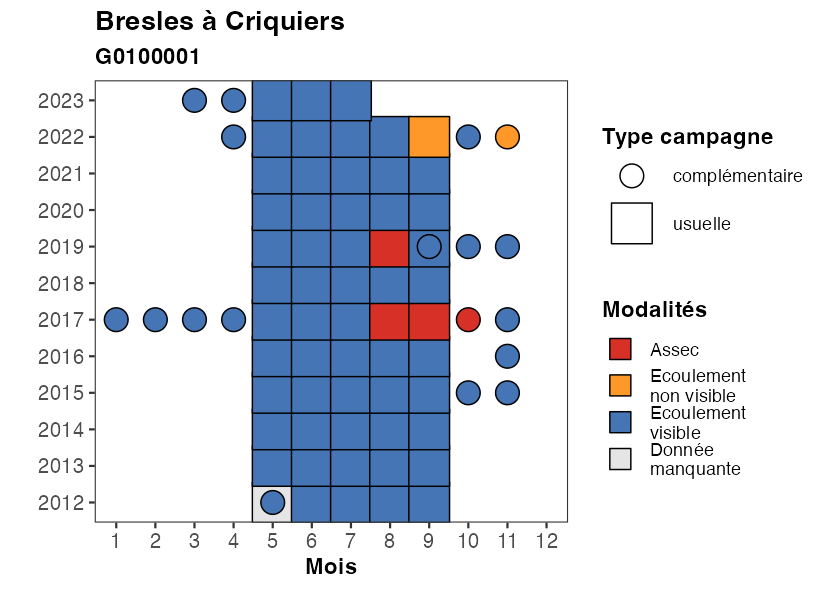 Bresles à Criquiers
G0100001
2023
2022
2021
2020
2019
2018
2017
2016
2015
2014
2013
2012
1 2 3 4 5 6 7 8 9 10 11 12
Mois
Type campagne
complémentaire
usuelle
Modalités
Assec
Ecoulement
non visible
Ecoulement
visible
Donnée
manquante